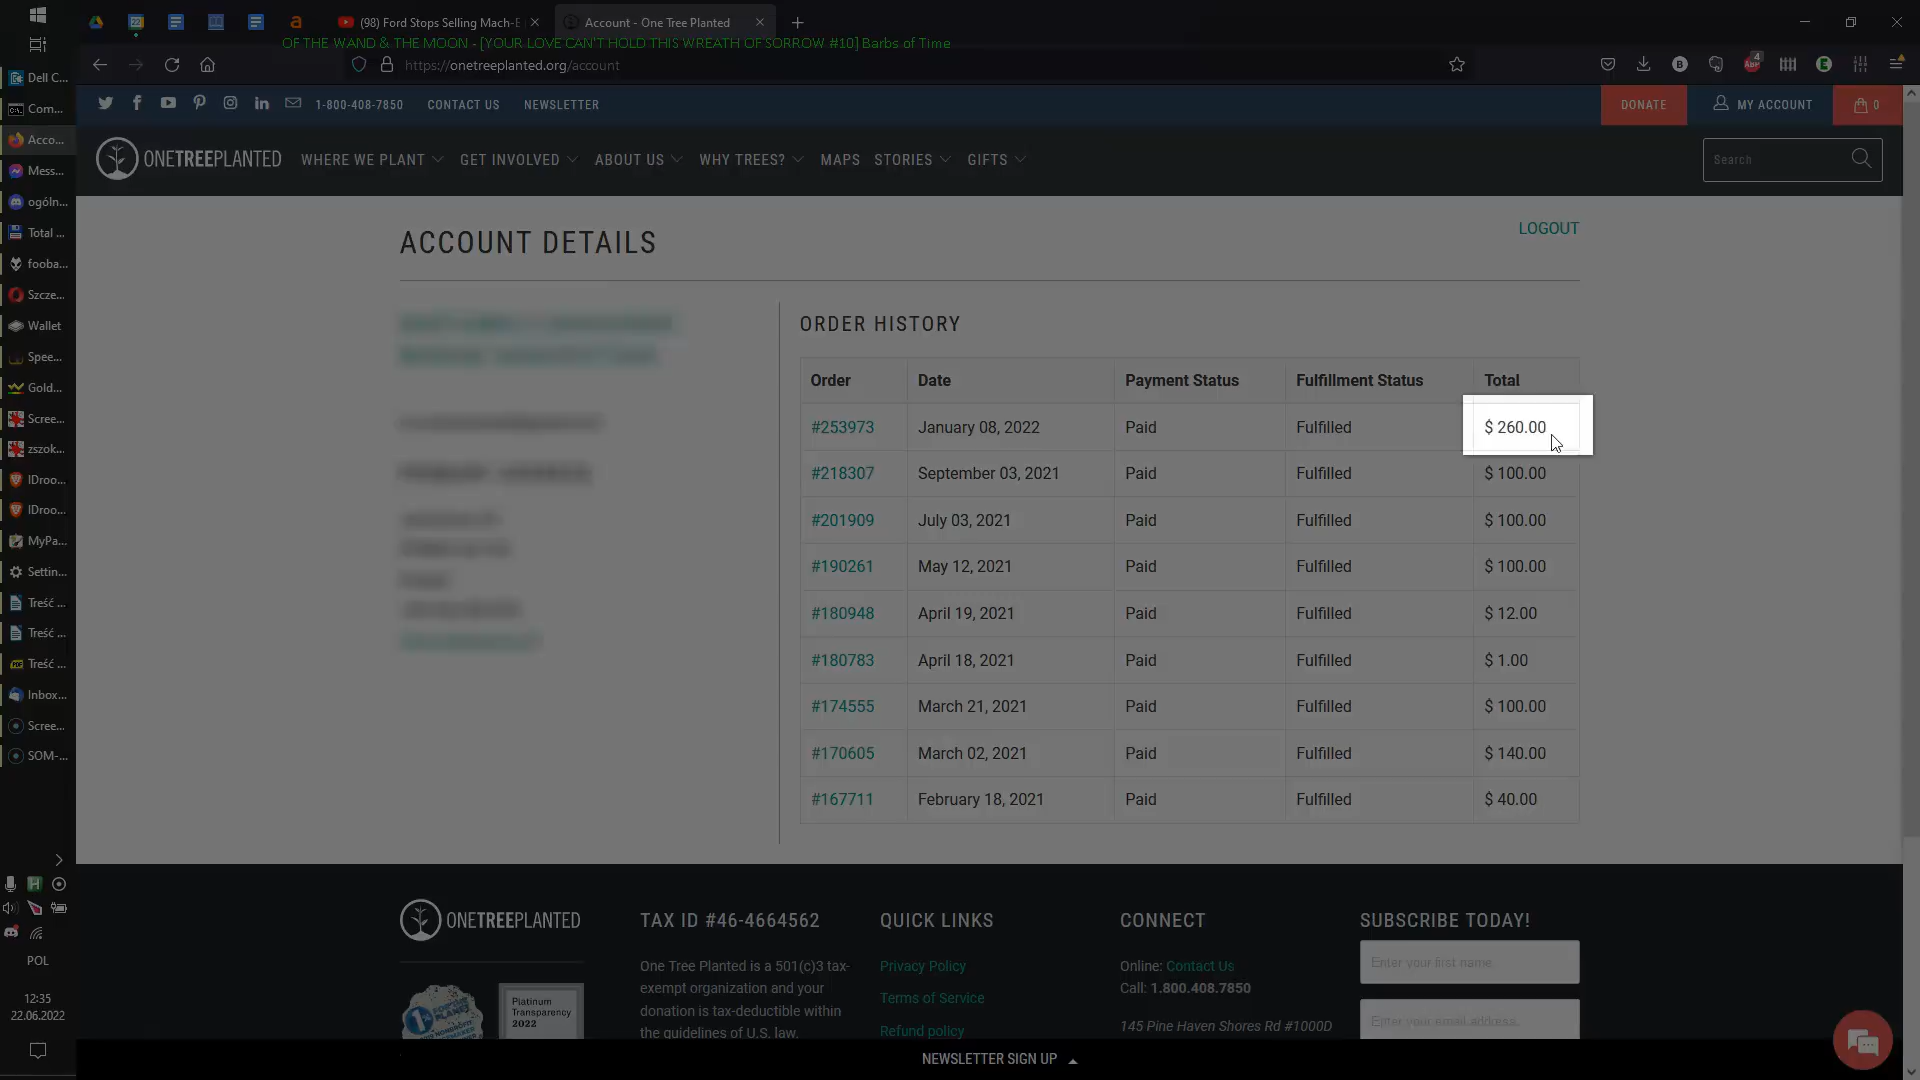 (98) Ford Stops Selling Mach-E
Account - One Tree Planted
OF THE WAND & THE MOON - [YOUR LOVE CAN'T HOLD THIS WREATH OF SORROW #10] Barbs of Time
https://onetreeplanted.org/account
4
Dell C...
Com...
Acco...
Mess...
ogóln...
Total ...
fooba...
Szcze...
Wallet
Spee...
Gold...
Scree...
zszok...
IDroo...
IDroo...
MyPa...
Settin...
Treść ...
Treść ...
Treść ...
Inbox...
Scree...
SOM-...
POL
12:35
22.06.2022
1-800-408-7850
CONTACT US
NEWSLETTER
DONATE
MY ACCOUNT
0
ONETREEPLANTED
WHERE WE PLANT
GET INVOLVED
ABOUT US
WHY TREES?
MAPS
STORIES
GIFTS
Search
ACCOUNT DETAILS
LOGOUT
ORDER HISTORY
Order Date Payment Status Fulfillment Status Total
#253973 January 08, 2022 Paid Fulfilled $ 260.00
#218307 September 03, 2021 Paid Fulfilled $ 100.00
#201909 July 03, 2021 Paid Fulfilled $ 100.00
#190261 May 12, 2021 Paid Fulfilled $ 100.00
#180948 April 19, 2021 Paid Fulfilled $ 12.00
#180783 April 18, 2021 Paid Fulfilled $ 1.00
#174555 March 21, 2021 Paid Fulfilled $ 100.00
#170605 March 02, 2021 Paid Fulfilled $ 140.00
#167711 February 18, 2021 Paid Fulfilled $ 40.00
ONETREEPLANTED
Platinum
Transparency
2022
TAX ID #46-4664562
One Tree Planted is a 501(c)3 tax-
exempt organization and your
donation is tax-deductible within
the guidelines of U.S. law.
QUICK LINKS
Privacy Policy
Terms of Service
Refund policy
CONNECT
Online: Contact Us
Call: 1.800.408.7850
145 Pine Haven Shores Rd #1000D
SUBSCRIBE TODAY!
Enter your first name
Enter your email address
NEWSLETTER SIGN UP